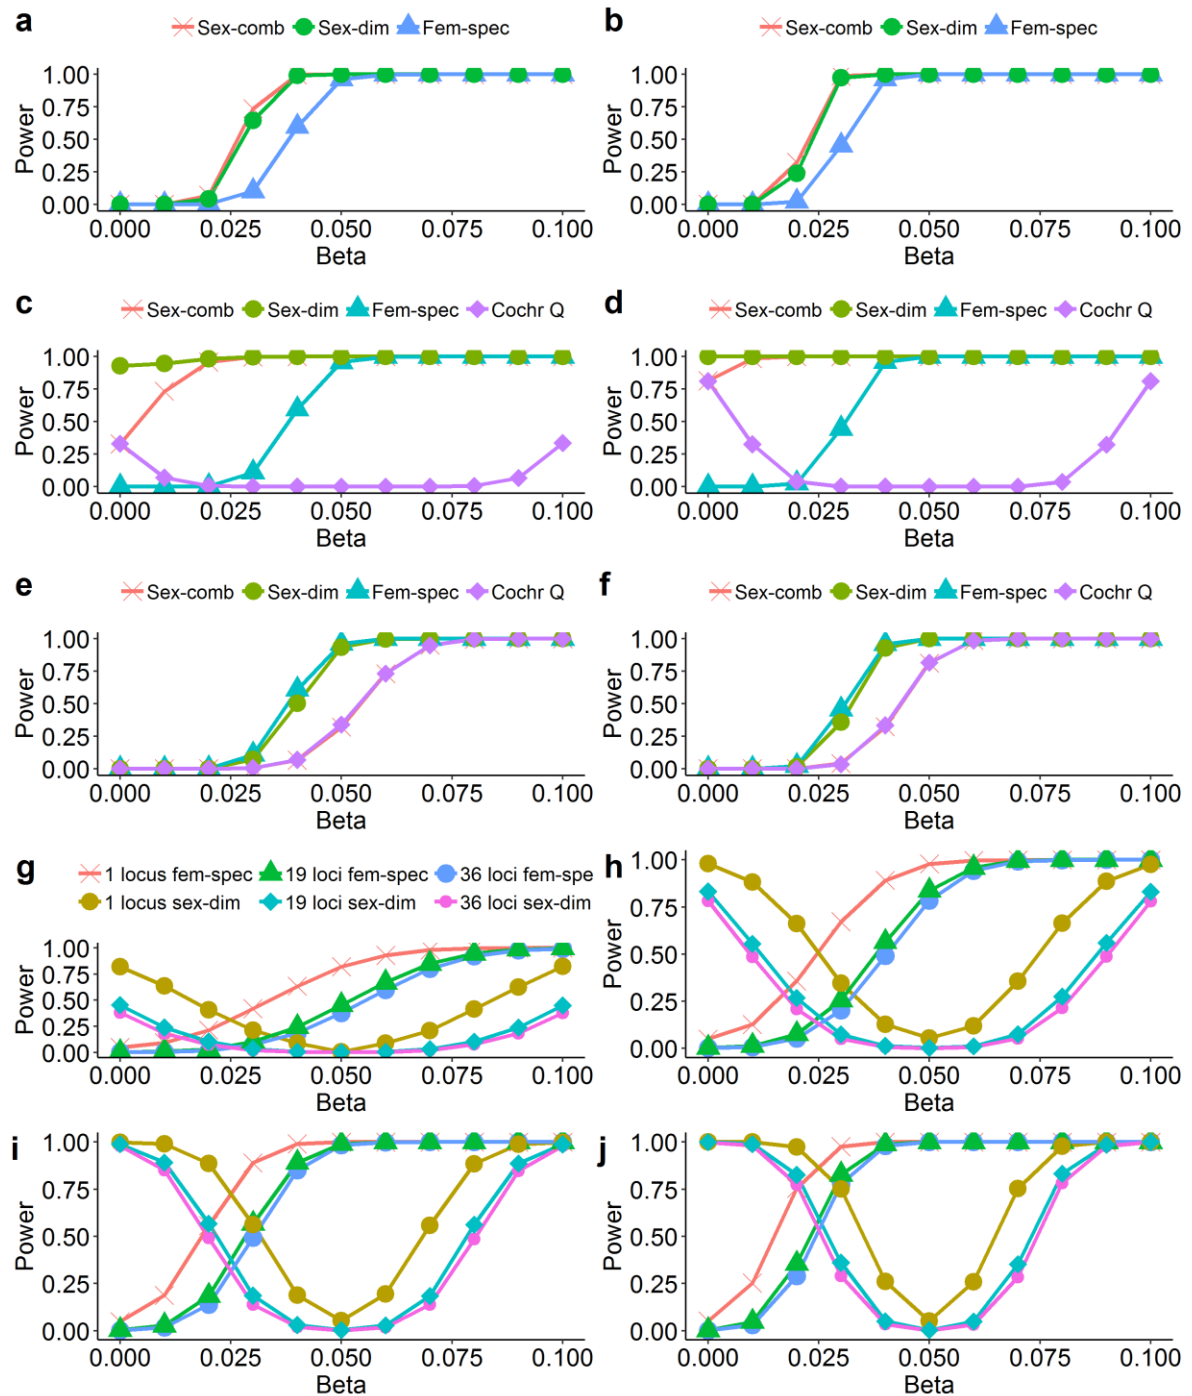 a
Sex-comb Sex-dim Fem-spec
1.00
0.75
0.50
0.25
0.00
Power
0.000 0.025 0.050 0.075 0.100
Beta
b
Sex-comb Sex-dim Fem-spec
1.00
0.75
0.50
0.25
0.00
Power
0.000 0.025 0.050 0.075 0.100
Beta
c
Sex-comb Sex-dim Fem-spec Cochr Q
1.00
0.75
0.50
0.25
0.00
Power
0.000 0.025 0.050 0.075 0.100
Beta
d
Sex-comb Sex-dim Fem-spec Cochr Q
1.00
0.75
0.50
0.25
0.00
Power
0.000 0.025 0.050 0.075 0.100
Beta
e
Sex-comb Sex-dim Fem-spec Cochr Q
1.00
0.75
0.50
0.25
0.00
Power
0.000 0.025 0.050 0.075 0.100
Beta
f
Sex-comb Sex-dim Fem-spec Cochr Q
1.00
0.75
0.50
0.25
0.00
Power
0.000 0.025 0.050 0.075 0.100
Beta
g
1 locus fem-spec 19 loci fem-spec 36 loci fem-spe
1 locus sex-dim 19 loci sex-dim 36 loci sex-dim
1.00
0.75
0.50
0.25
0.00
Power
0.000 0.025 0.050 0.075 0.100
Beta
h
1.00
0.75
0.50
0.25
0.00
Power
0.000 0.025 0.050 0.075 0.100
Beta
i
1.00
0.75
0.50
0.25
0.00
Power
0.000 0.025 0.050 0.075 0.100
Beta
j
1.00
0.75
0.50
0.25
0.00
Power
0.000 0.025 0.050 0.075 0.100
Beta